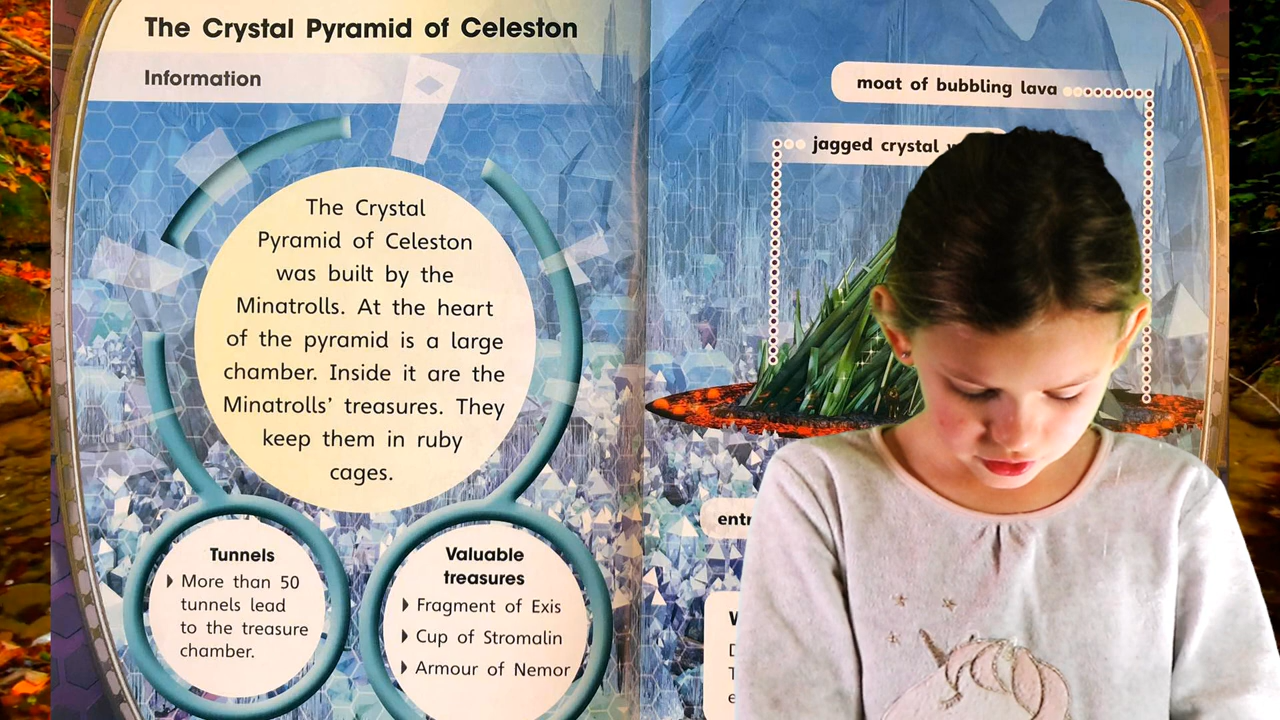 The Crystal Pyramid of Celeston
Information
The Crystal
Pyramid of Celeston
was built by the
Minatrolls. At the heart
of the pyramid is a large
chamber. Inside it are the
Minatrolls’ treasures. They
keep them in ruby
cages.
Tunnels
More than 50
tunnels lead
to the treasure
chamber.
Valuable
treasures
Fragment of Exis
Cup of Stromalin
Armour of Nemor
moat of bubbling lava
jagged crystal